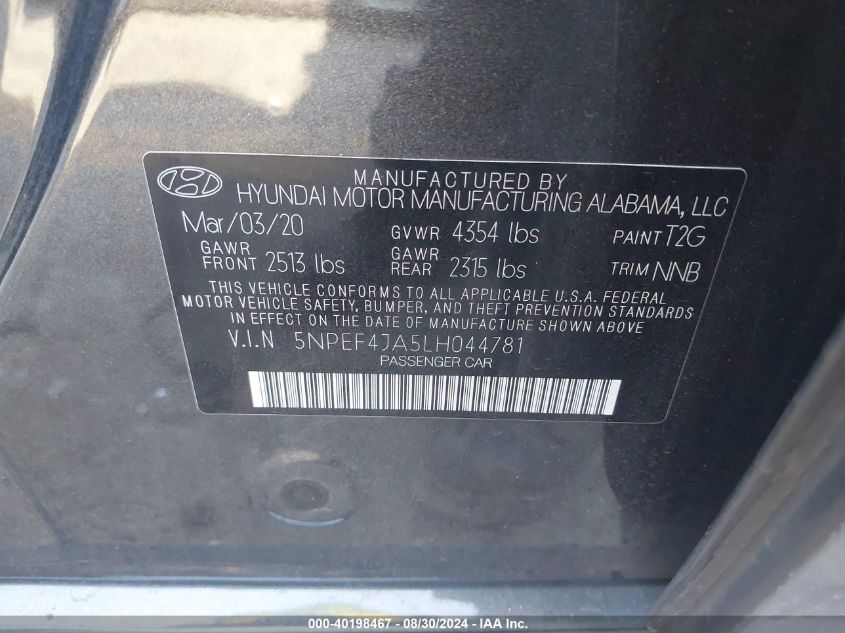 MANUFACTURED BY
HYUNDAI MOTOR MANUFACTURING ALABAMA, LLC
Mar/03/20 GVWR 4354 lbs PAINT T2G
GAWR FRONT 2513 lbs GAWR REAR 2315 lbs TRIM NNB
THIS VEHICLE CONFORMS TO ALL APPLICABLE U.S.A. FEDERAL
MOTOR VEHICLE SAFETY, BUMPER, AND THEFT PREVENTION STANDARDS
IN EFFECT ON THE DATE OF MANUFACTURE SHOWN ABOVE.
V.I.N 5NPEF4JA5LH044781
PASSENGER CAR
000-40198467 - 08/30/2024 - IAAI.com